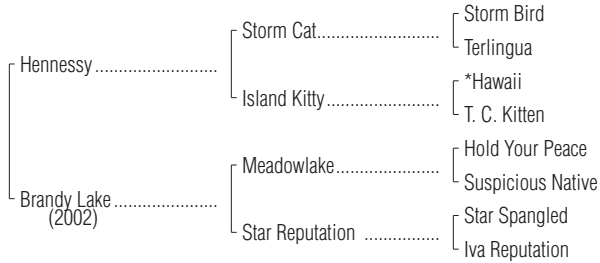 Storm Bird
Storm Cat
Terlingua
Hennessy
*Hawaii
Island Kitty
T. C. Kitten
Hold Your Peace
Meadowlake
Suspicious Native
Brandy Lake
(2002)
Star Spangled
Star Reputation
Iva Reputation